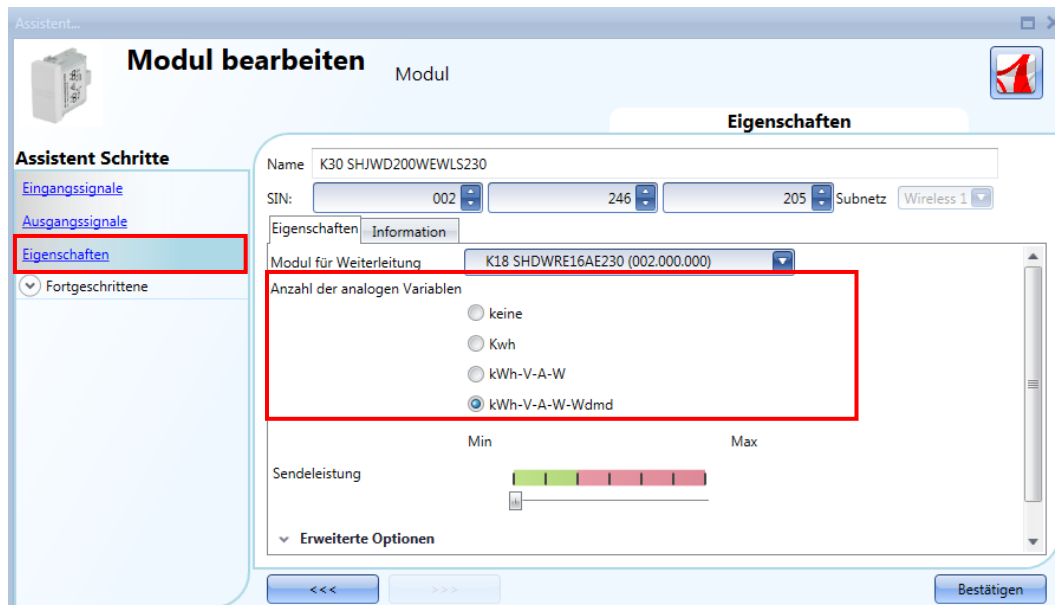 Assistent...
Modul bearbeiten Modul
Eigenschaften
Assistent Schritte
Eingangssignale
Ausgangssignale
Eigenschaften
Fortgeschrittene
Name K30 SHJWD200WEWLS230
SIN: 002 246 205 Subnetz Wireless 1
Eigenschaften Information
Modul für Weiterleitung K18 SHDWRE16AE230 (002.000.000)
Anzahl der analogen Variablen
keine
Kwh
kWh-V-A-W
kWh-V-A-W-Wdmd
Min Max
Sendeleistung
Erweiterte Optionen
<<< >>> Bestätigen